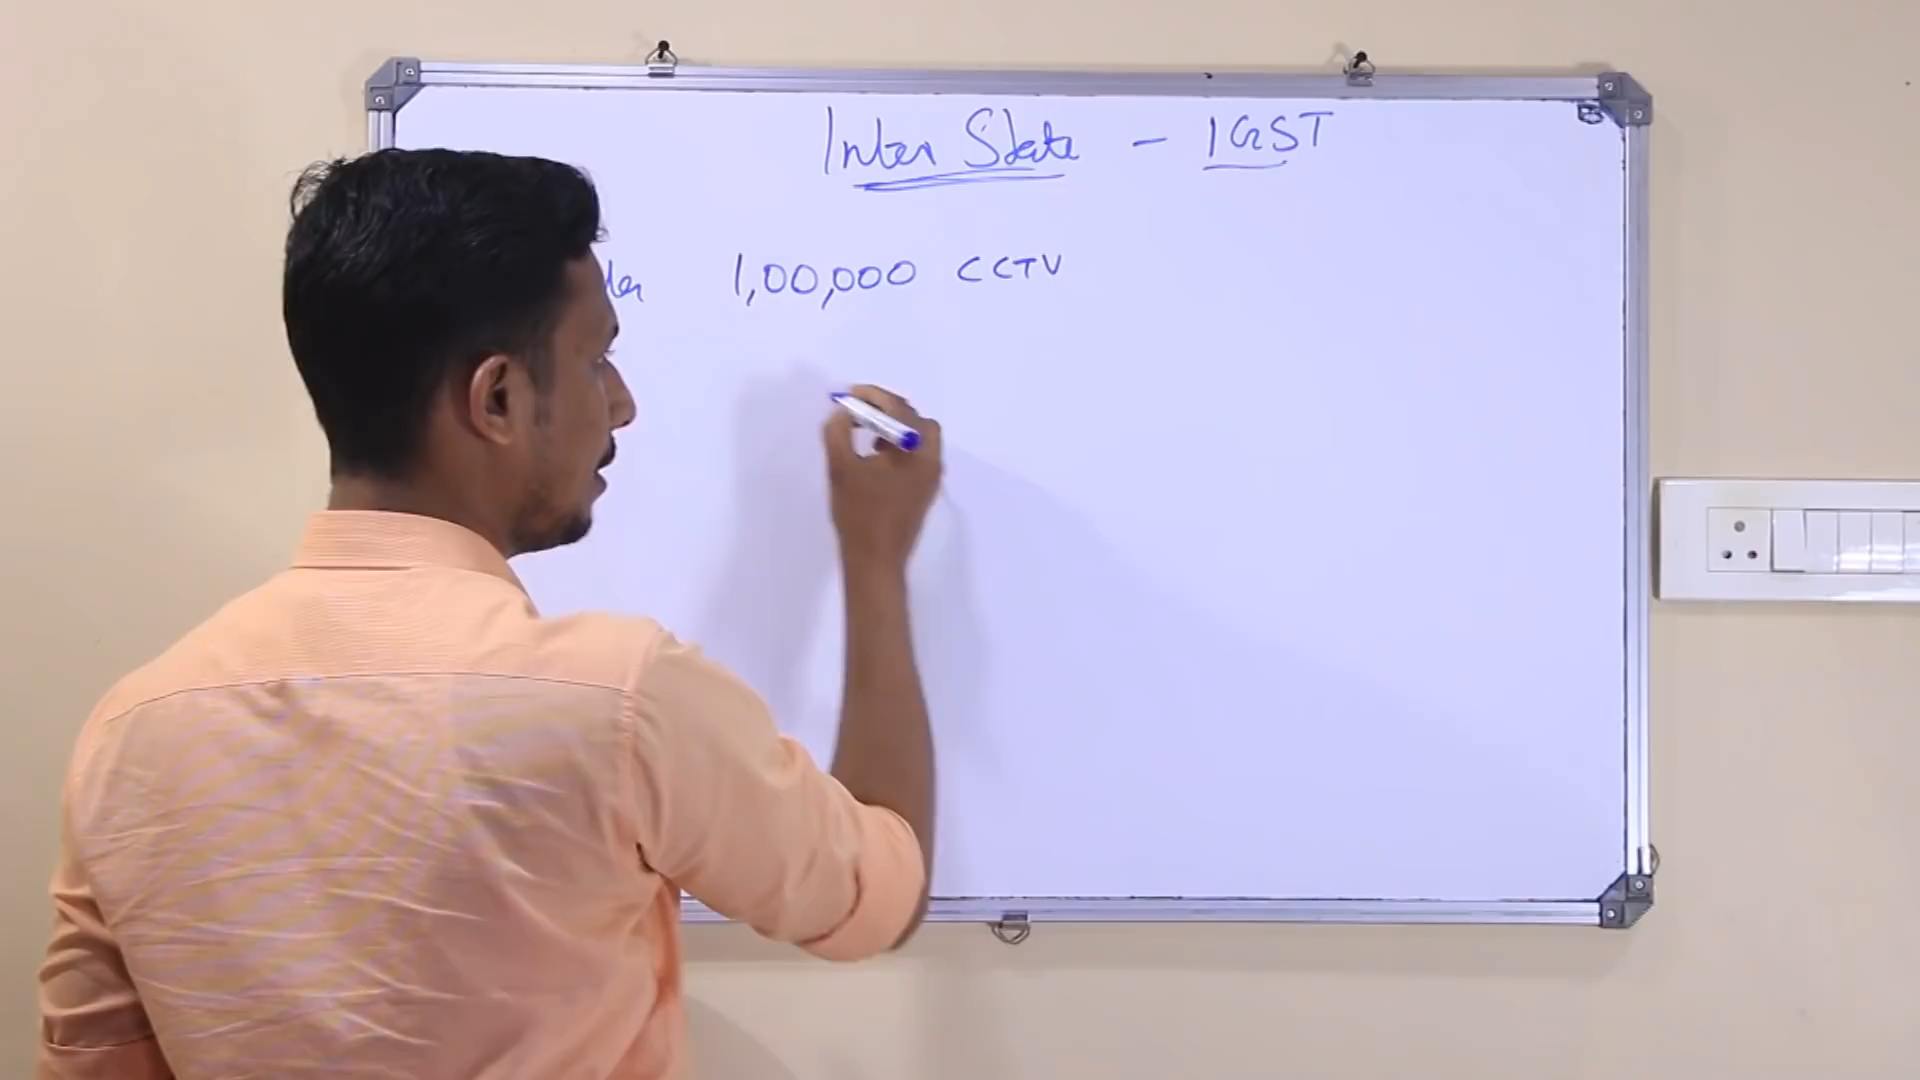 Inter State - IGST
1,00,000 CCTV